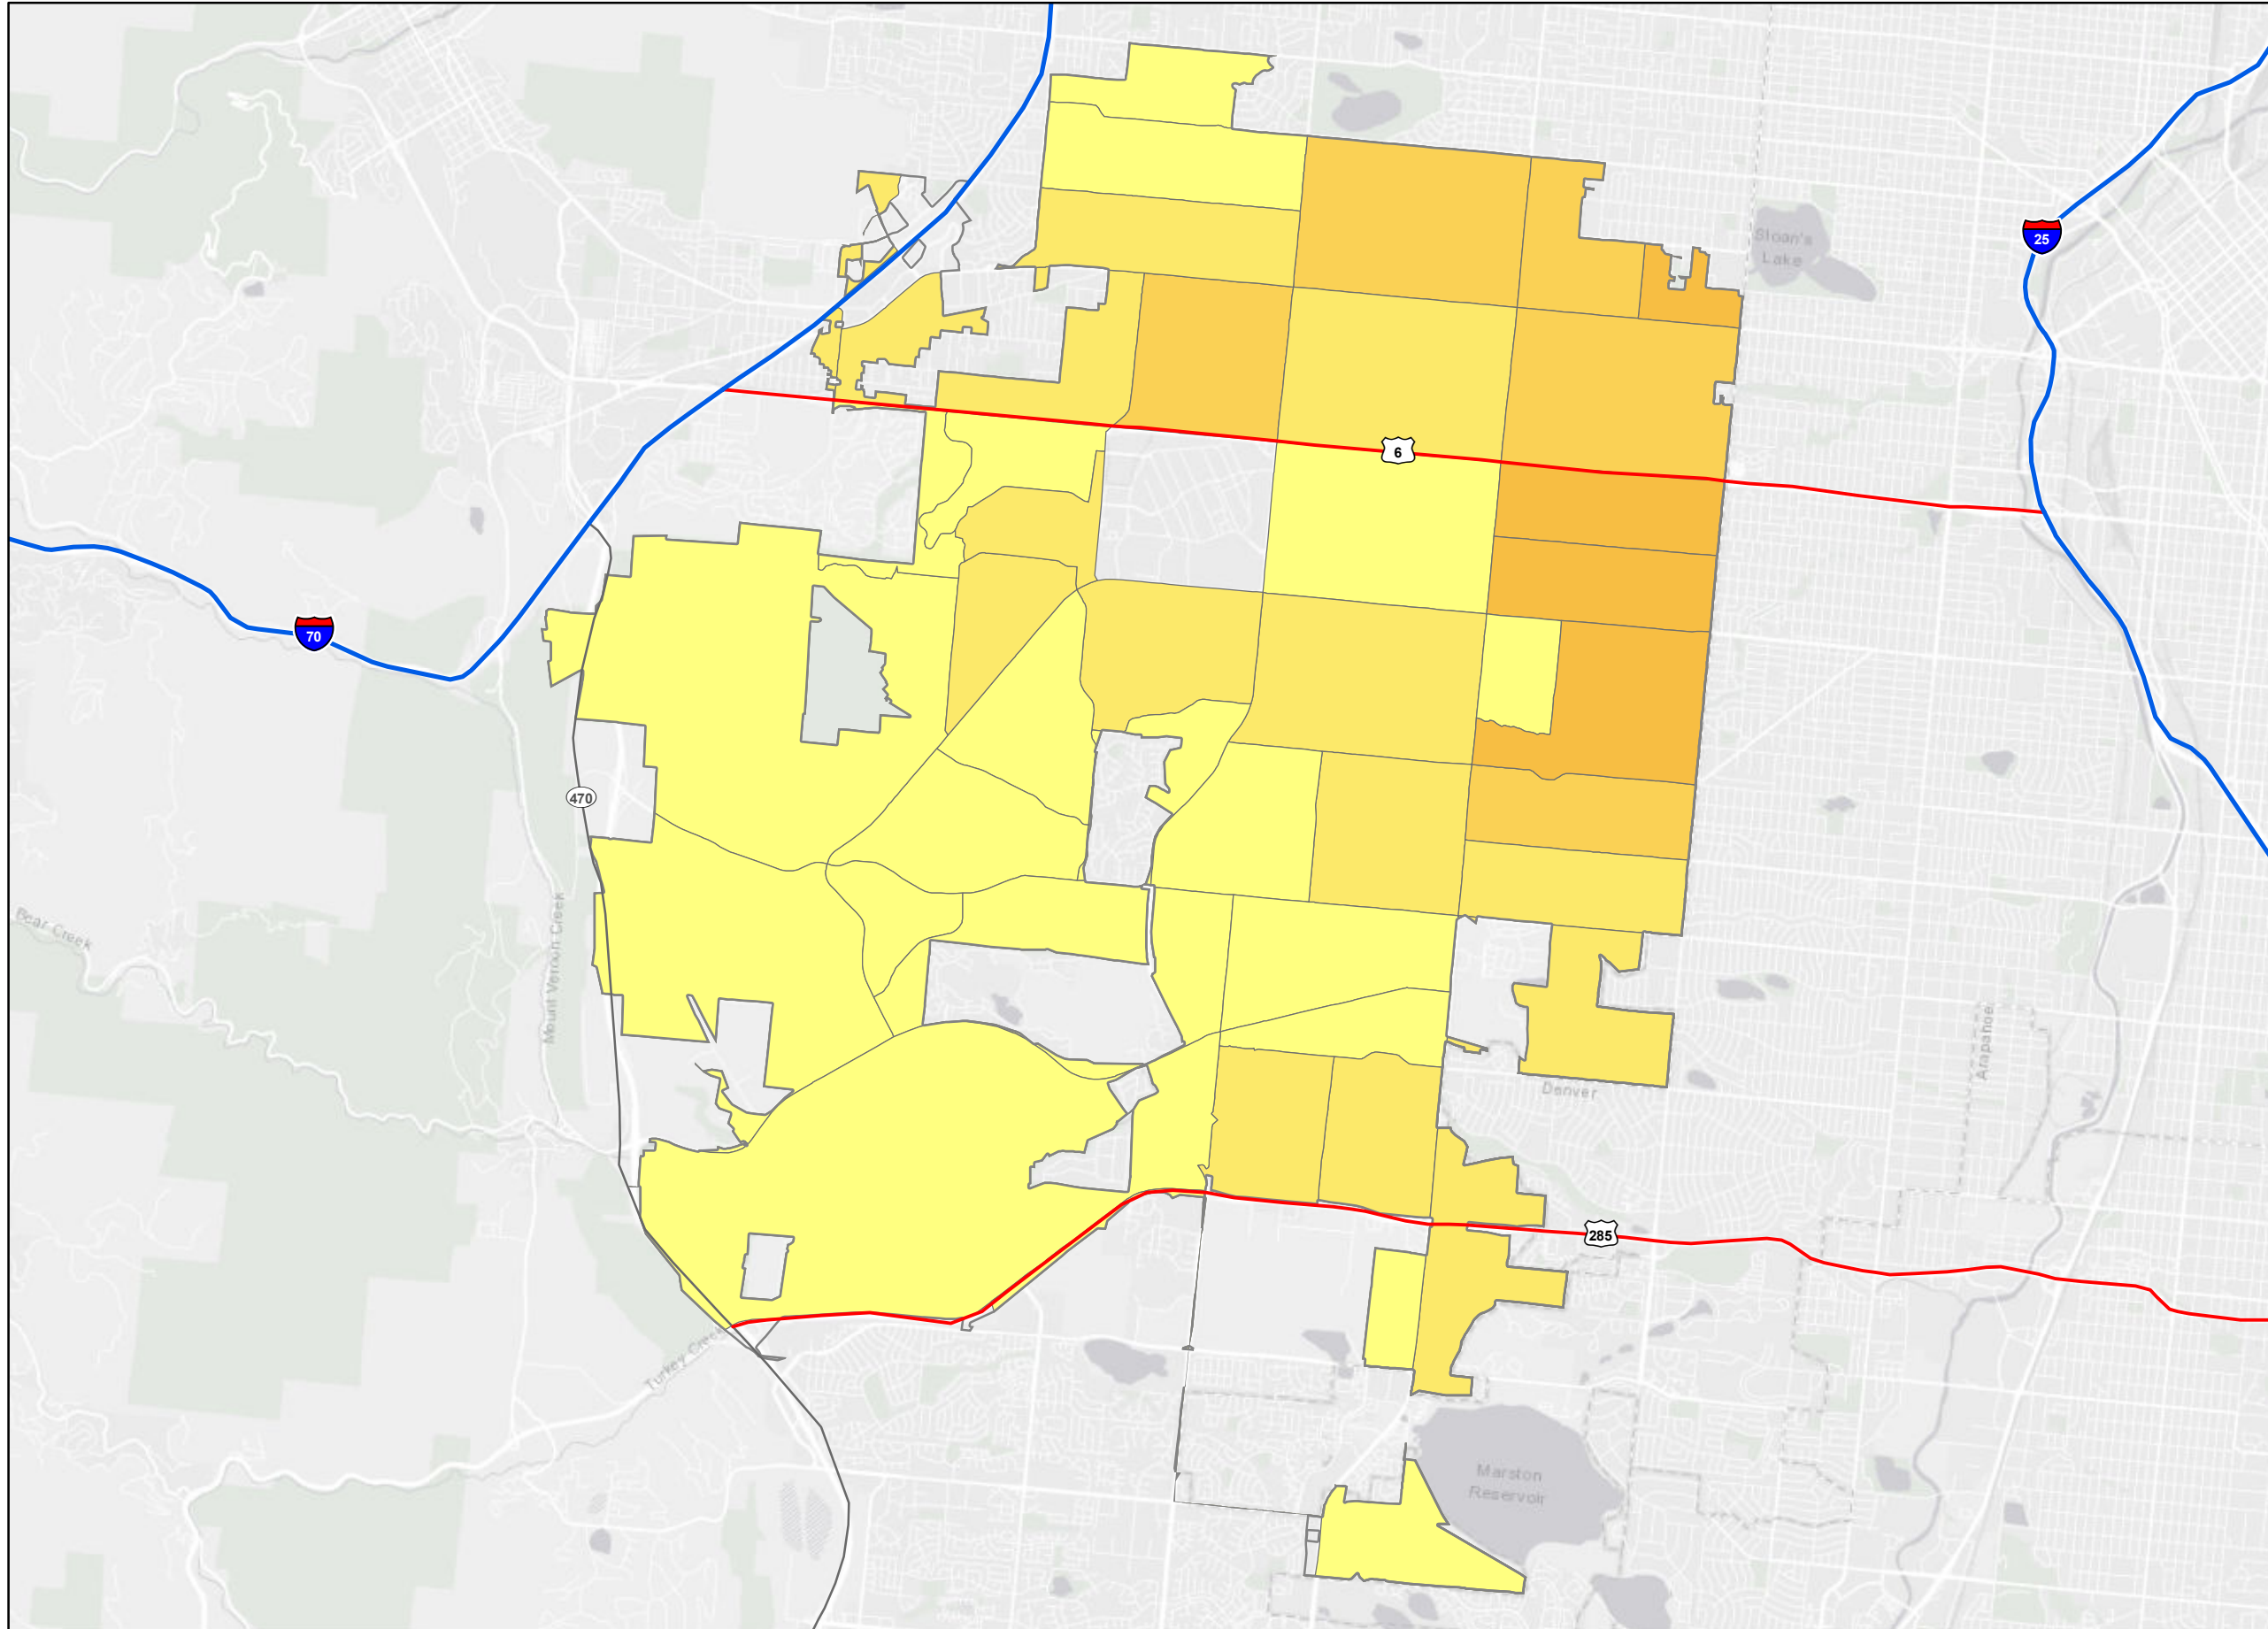 Sloan's
Lake
25
6
70
470
Bear Creek
Mount Vernon Creek
Arapahoe
Denver
285
Turkey Creek
Marston
Reservoir